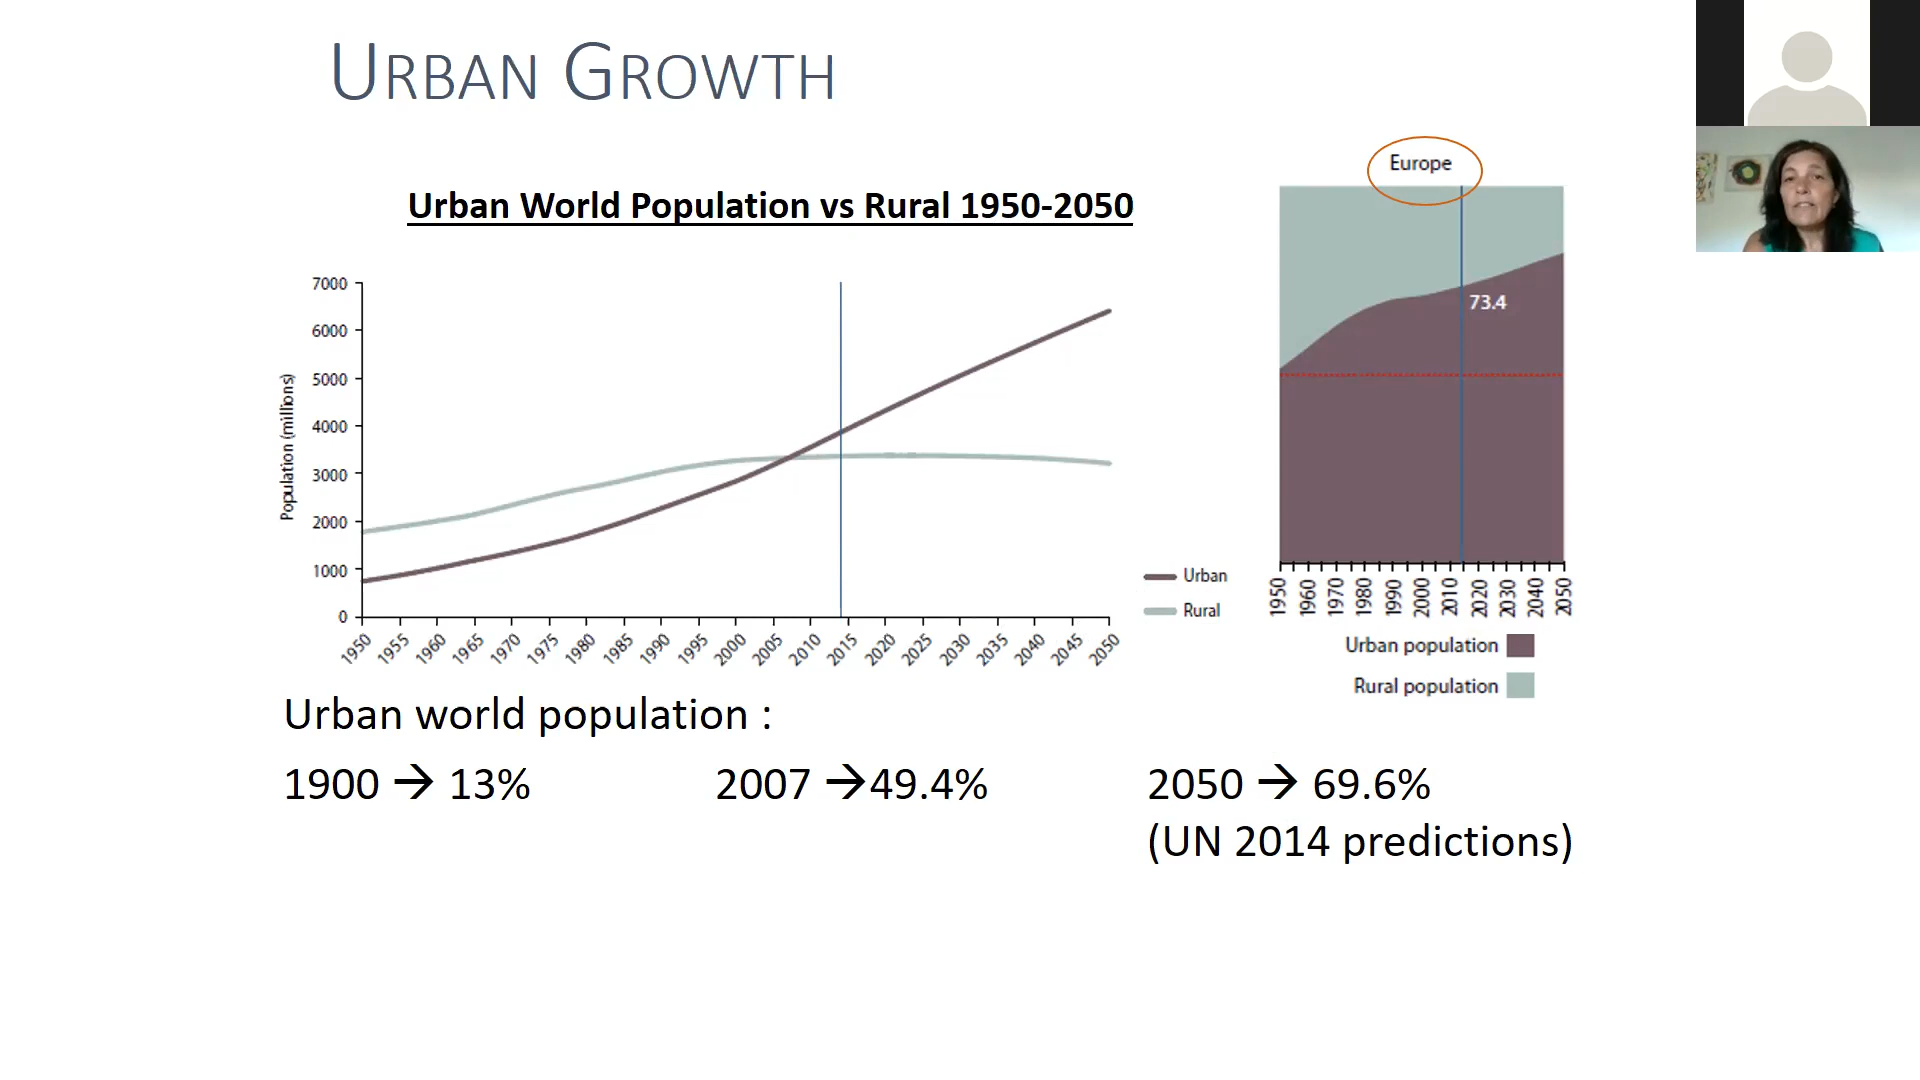 URBAN GROWTH
Urban World Population vs Rural 1950-2050
Population (millions)
7000
6000
5000
4000
3000
2000
1000
0
1950 1955 1960 1965 1970 1975 1980 1985 1990 1995 2000 2005 2010 2015 2020 2025 2030 2035 2040 2045 2050
Urban
Rural
Europe
73.4
1950 1960 1970 1980 1990 2000 2010 2020 2030 2040 2050
Urban population
Rural population
Urban world population :
1900 → 13% 2007 →49.4% 2050 → 69.6%
(UN 2014 predictions)